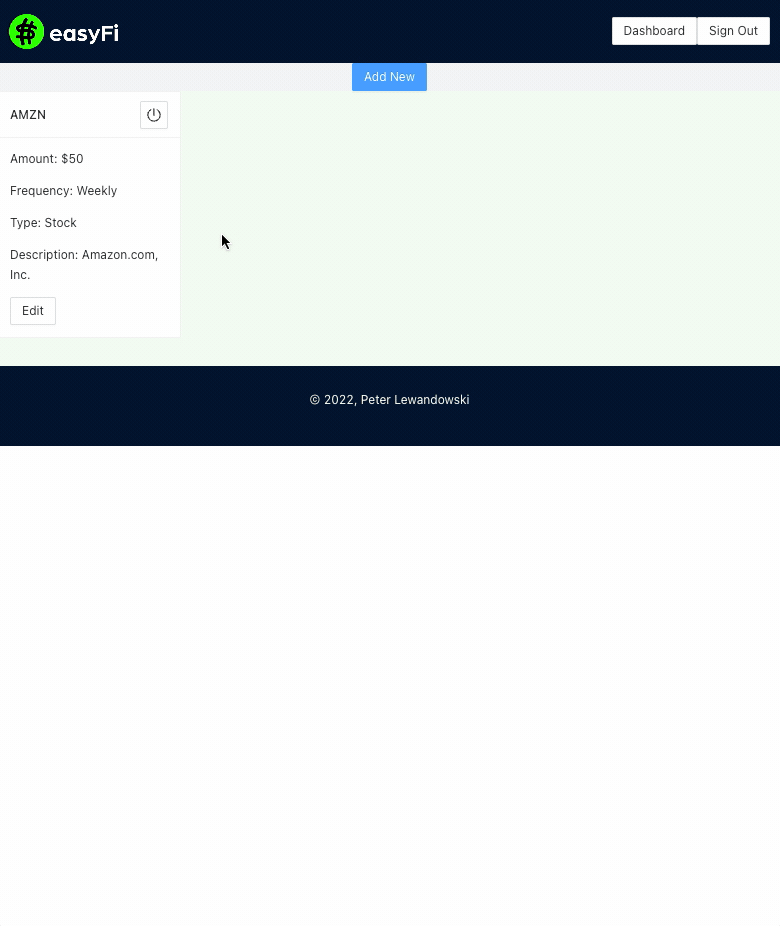 easyFi
Dashboard
Sign Out
Add New
AMZN
Amount: $50
Frequency: Weekly
Type: Stock
Description: Amazon.com,
Inc.
Edit
© 2022, Peter Lewandowski